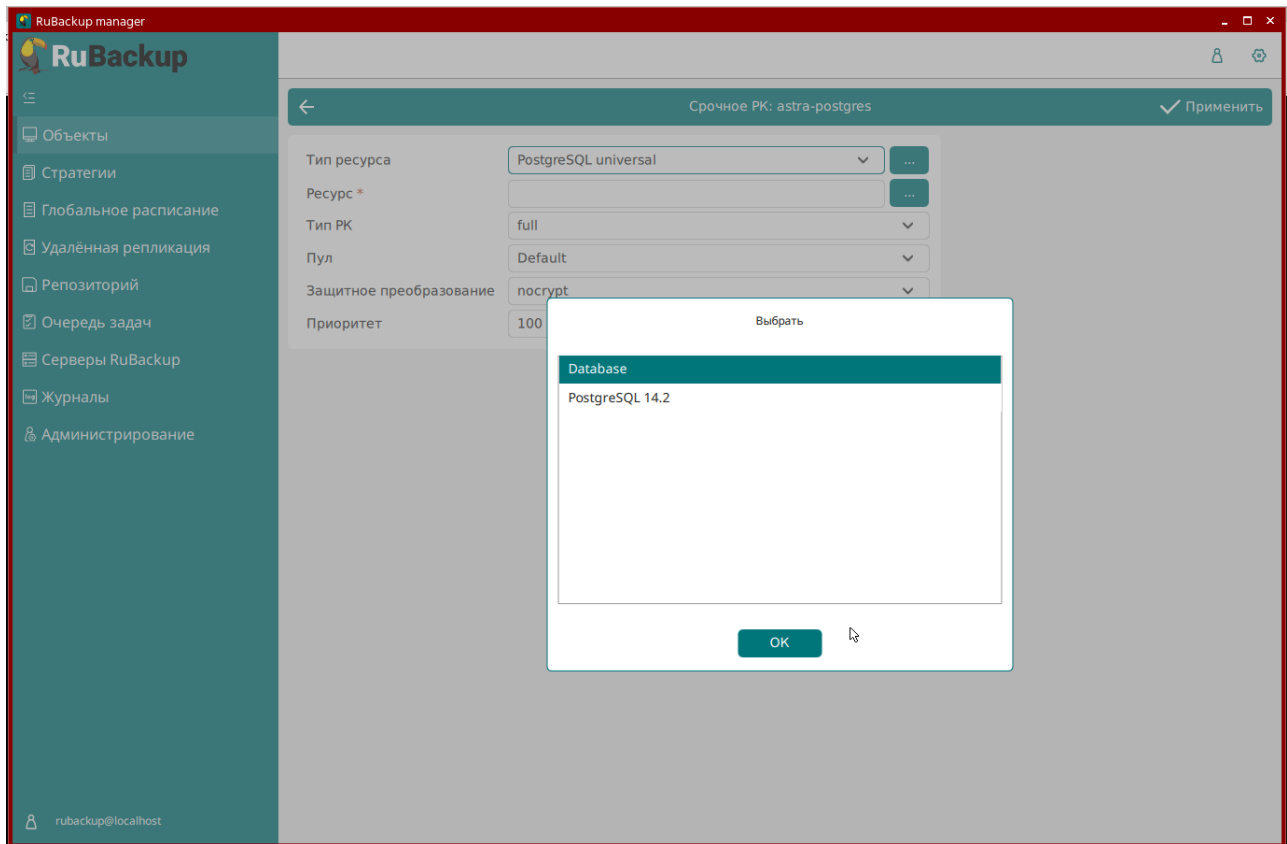 RuBackup manager
RuBackup
Объекты
Стратегии
Глобальное расписание
Удалённая репликация
Репозиторий
Очередь задач
Серверы RuBackup
Журналы
Администрирование
rubackup@localhost
Срочное РК: astra-postgres
Применить
Тип ресурса
PostgreSQL universal
...
Ресурс *
...
Тип РК
full
Пул
Default
Защитное преобразование
nocrypt
Приоритет
100
Выбрать
Database
PostgreSQL 14.2
OK